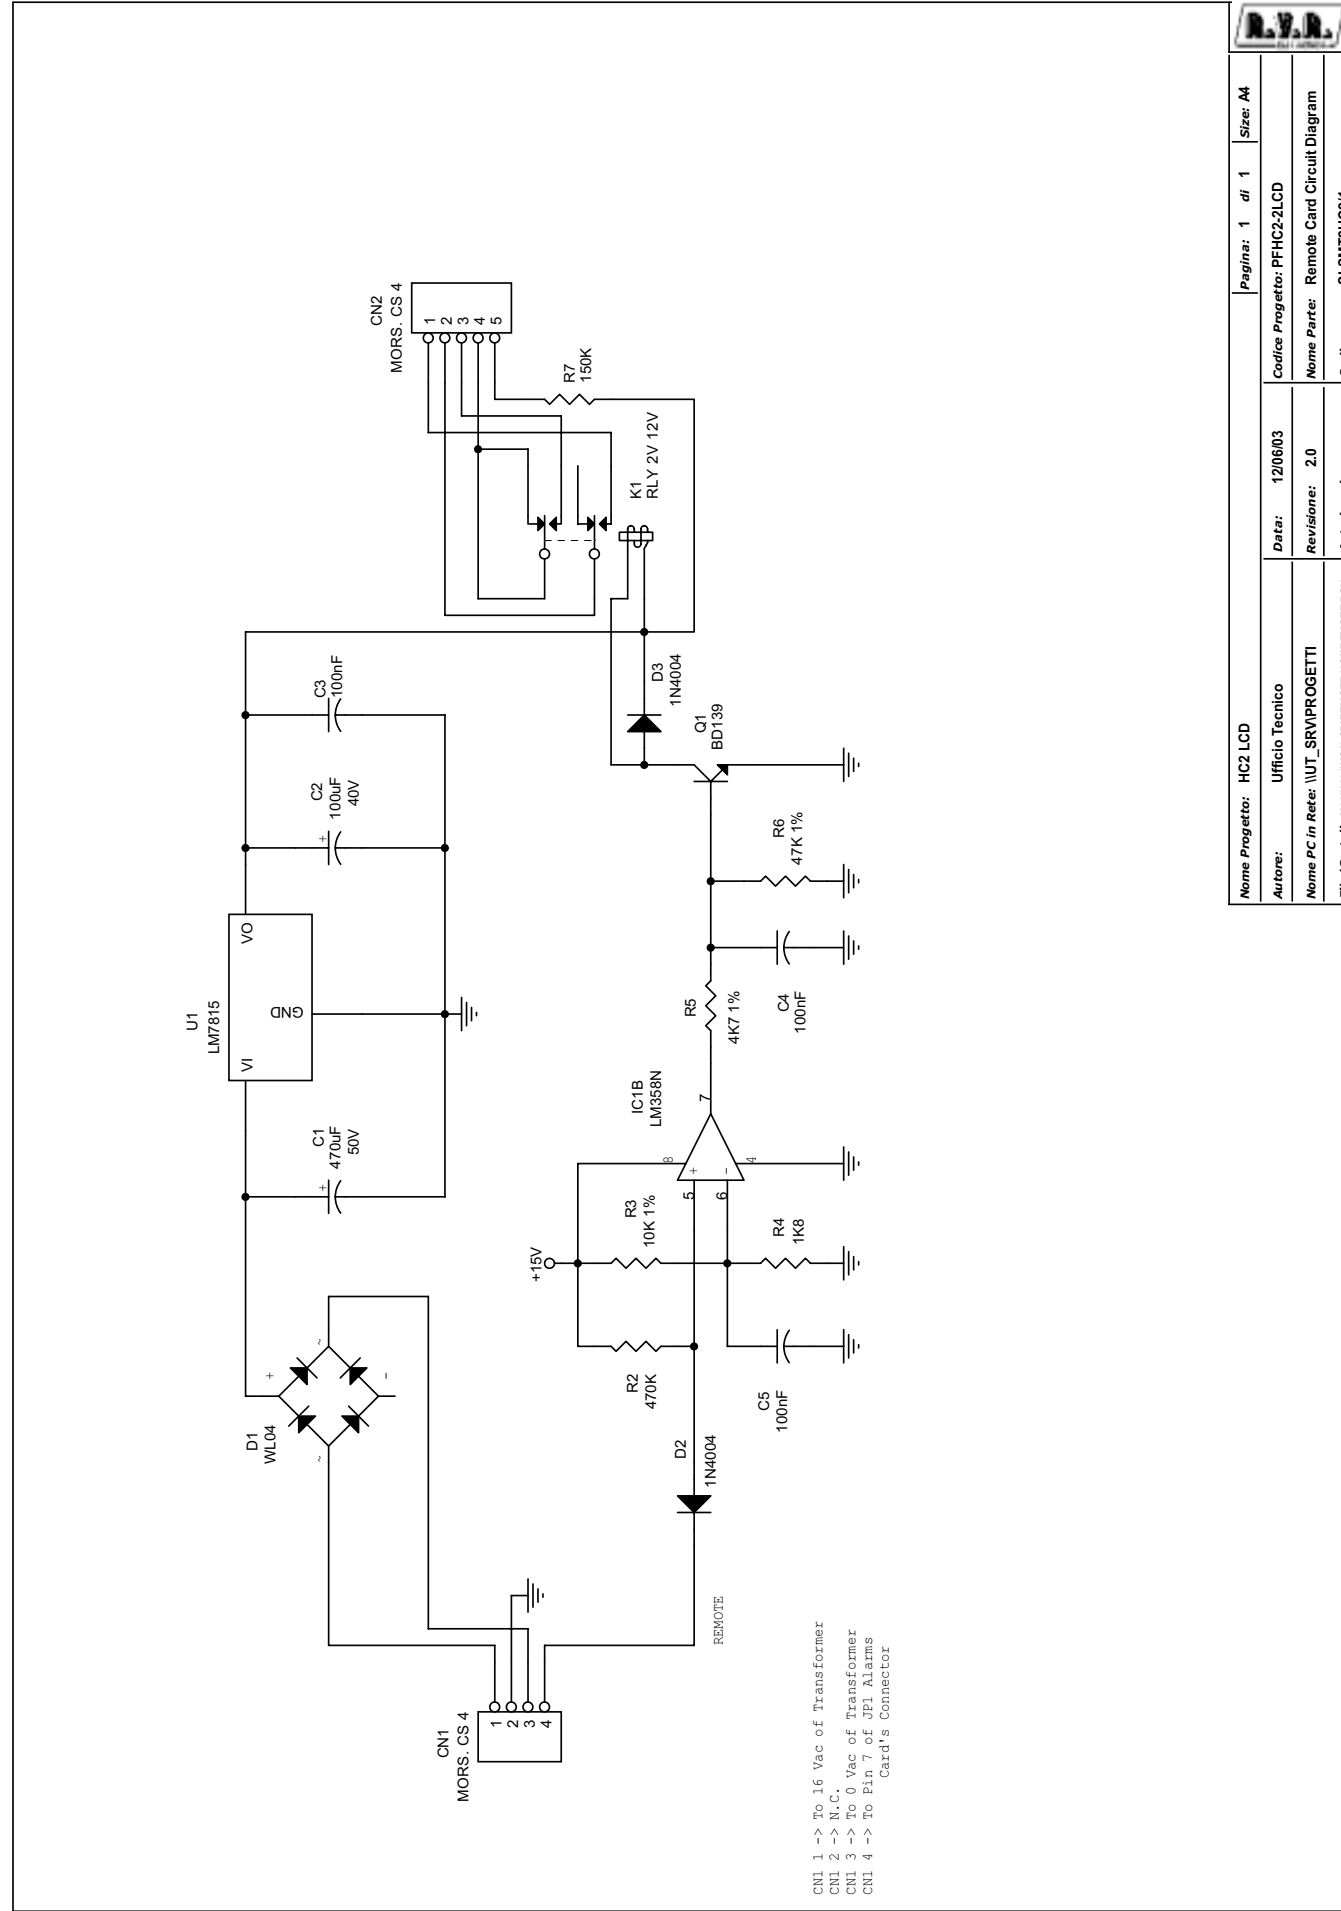 CN1
MORS. CS 4
1
2
3
4
CN1 1 -> To 16 Vac of Transformer
CN1 2 -> N.C.
CN1 3 -> To 0 Vac of Transformer
CN1 4 -> To Pin 7 of JP1 Alarms
Card's Connector
REMOTE
D1
WL04
+
-
~
~
D2
1N4004
R2
470K
C5
100nF
+15V
R3
10K 1%
R4
1K8
C1
470uF
50V
+
U1
LM7815
VI
GND
VO
IC1B
LM358N
5
6
7
8
4
+
-
R5
4K7 1%
C4
100nF
R6
47K 1%
C2
100uF
40V
+
C3
100nF
Q1
BD139
D3
1N4004
K1
RLY 2V 12V
R7
150K
CN2
MORS. CS 4
1
2
3
4
5
R.V.R.
Nome Progetto: HC2 LCD
Pagina: 1 di 1
Size: A4
Autore: Ufficio Tecnico
Data: 12/06/03
Codice Progetto: PFHC2-2LCD
Nome PC in Rete: \\UT_SRV\PROGETTI
Revisione: 2.0
Nome Parte: Remote Card Circuit Diagram